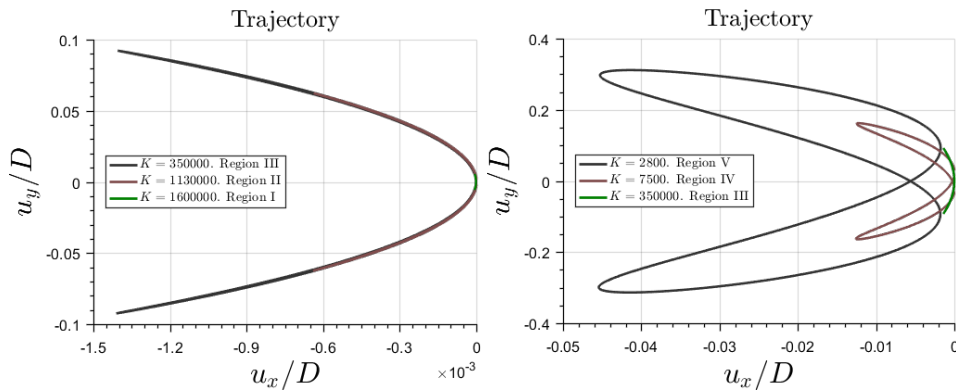 Trajectory
0.1
0.05
0
-0.05
-0.1
u_y/D
K = 350000. Region III
K = 1130000. Region II
K = 1600000. Region I
-1.5
-1.2
-0.9
-0.6
-0.3
0
×10⁻³
u_x/D
Trajectory
0.4
0.2
0
-0.2
-0.4
u_y/D
K = 2800. Region V
K = 7500. Region IV
K = 350000. Region III
-0.05
-0.04
-0.03
-0.02
-0.01
0
u_x/D